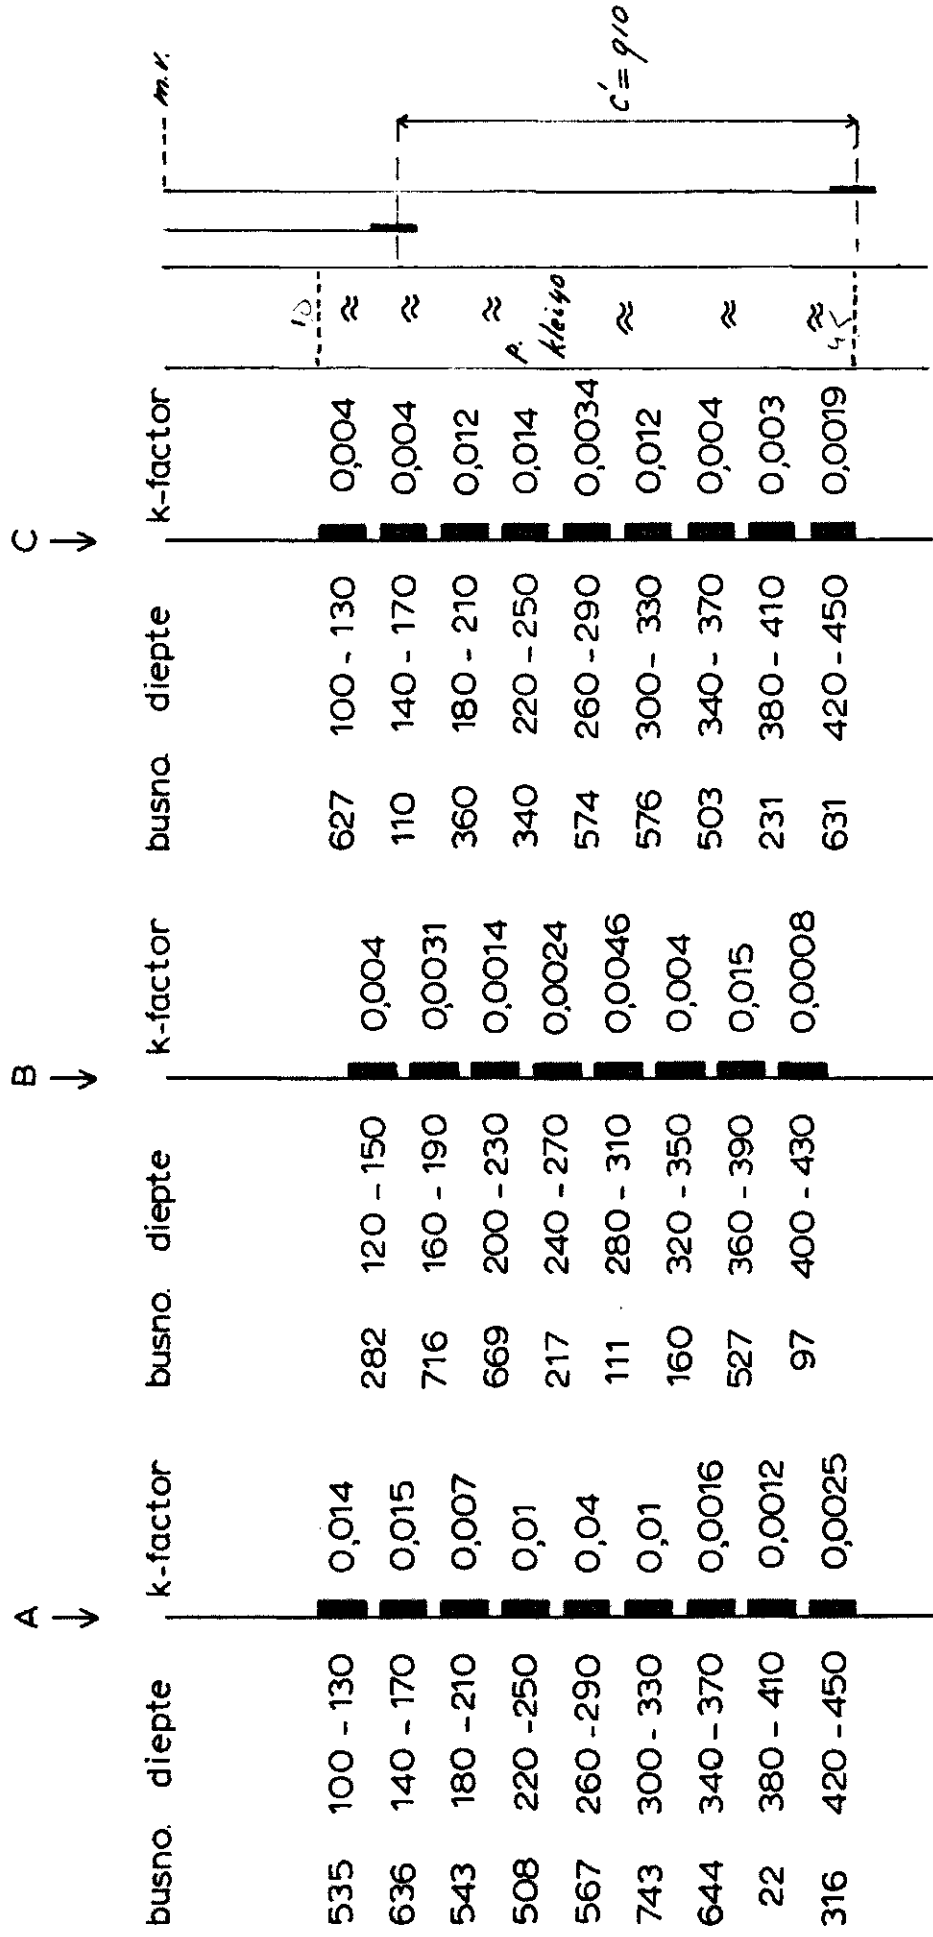 A
busno. diepte k-factor
535 100-130 0,014
636 140-170 0,015
543 180-210 0,007
508 220-250 0,01
567 260-290 0,04
743 300-330 0,01
644 340-370 0,0016
22 380-410 0,0012
316 420-450 0,0025
B
busno. diepte k-factor
282 120-150 0,004
716 160-190 0,0031
669 200-230 0,0014
217 240-270 0,0024
111 280-310 0,0046
160 320-350 0,004
527 360-390 0,015
97 400-430 0,0008
C
busno. diepte k-factor
627 100-130 0,004
110 140-170 0,004
360 180-210 0,012
340 220-250 0,014
574 260-290 0,0034
576 300-330 0,012
503 340-370 0,004
231 380-410 0,003
631 420-450 0,0019
m.v.
10
p.
kleiig
45
c' = 910